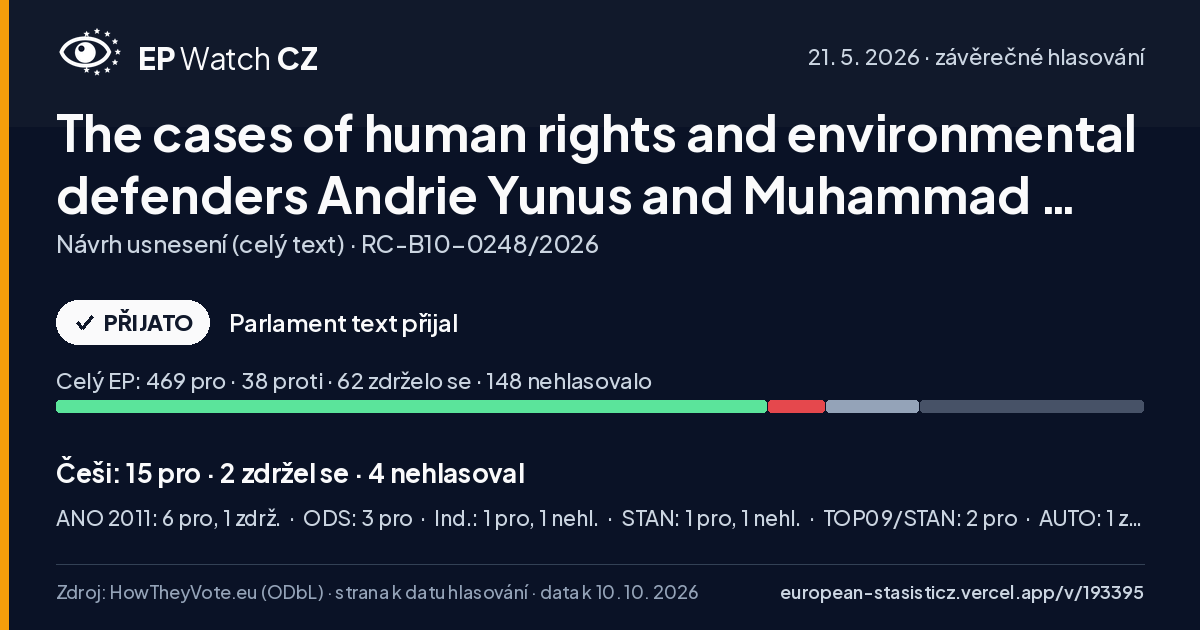 EP Watch CZ
21. 5. 2026 · závěrečné hlasování
The cases of human rights and environmental
defenders Andrie Yunus and Muhammad …
Návrh usnesení (celý text) · RC-B10-0248/2026
✓ PŘIJATO
Parlament text přijal
Celý EP: 469 pro · 38 proti · 62 zdrželo se · 148 nehlasovalo
Češi: 15 pro · 2 zdržel se · 4 nehlasoval
ANO 2011: 6 pro, 1 zdrž. · ODS: 3 pro · Ind.: 1 pro, 1 nehl. · STAN: 1 pro, 1 nehl. · TOP09/STAN: 2 pro · AUTO: 1 z…
Zdroj: HowTheyVote.eu (ODbL) · strana k datu hlasování · data k 10. 10. 2026
european-stasisticz.vercel.app/v/193395